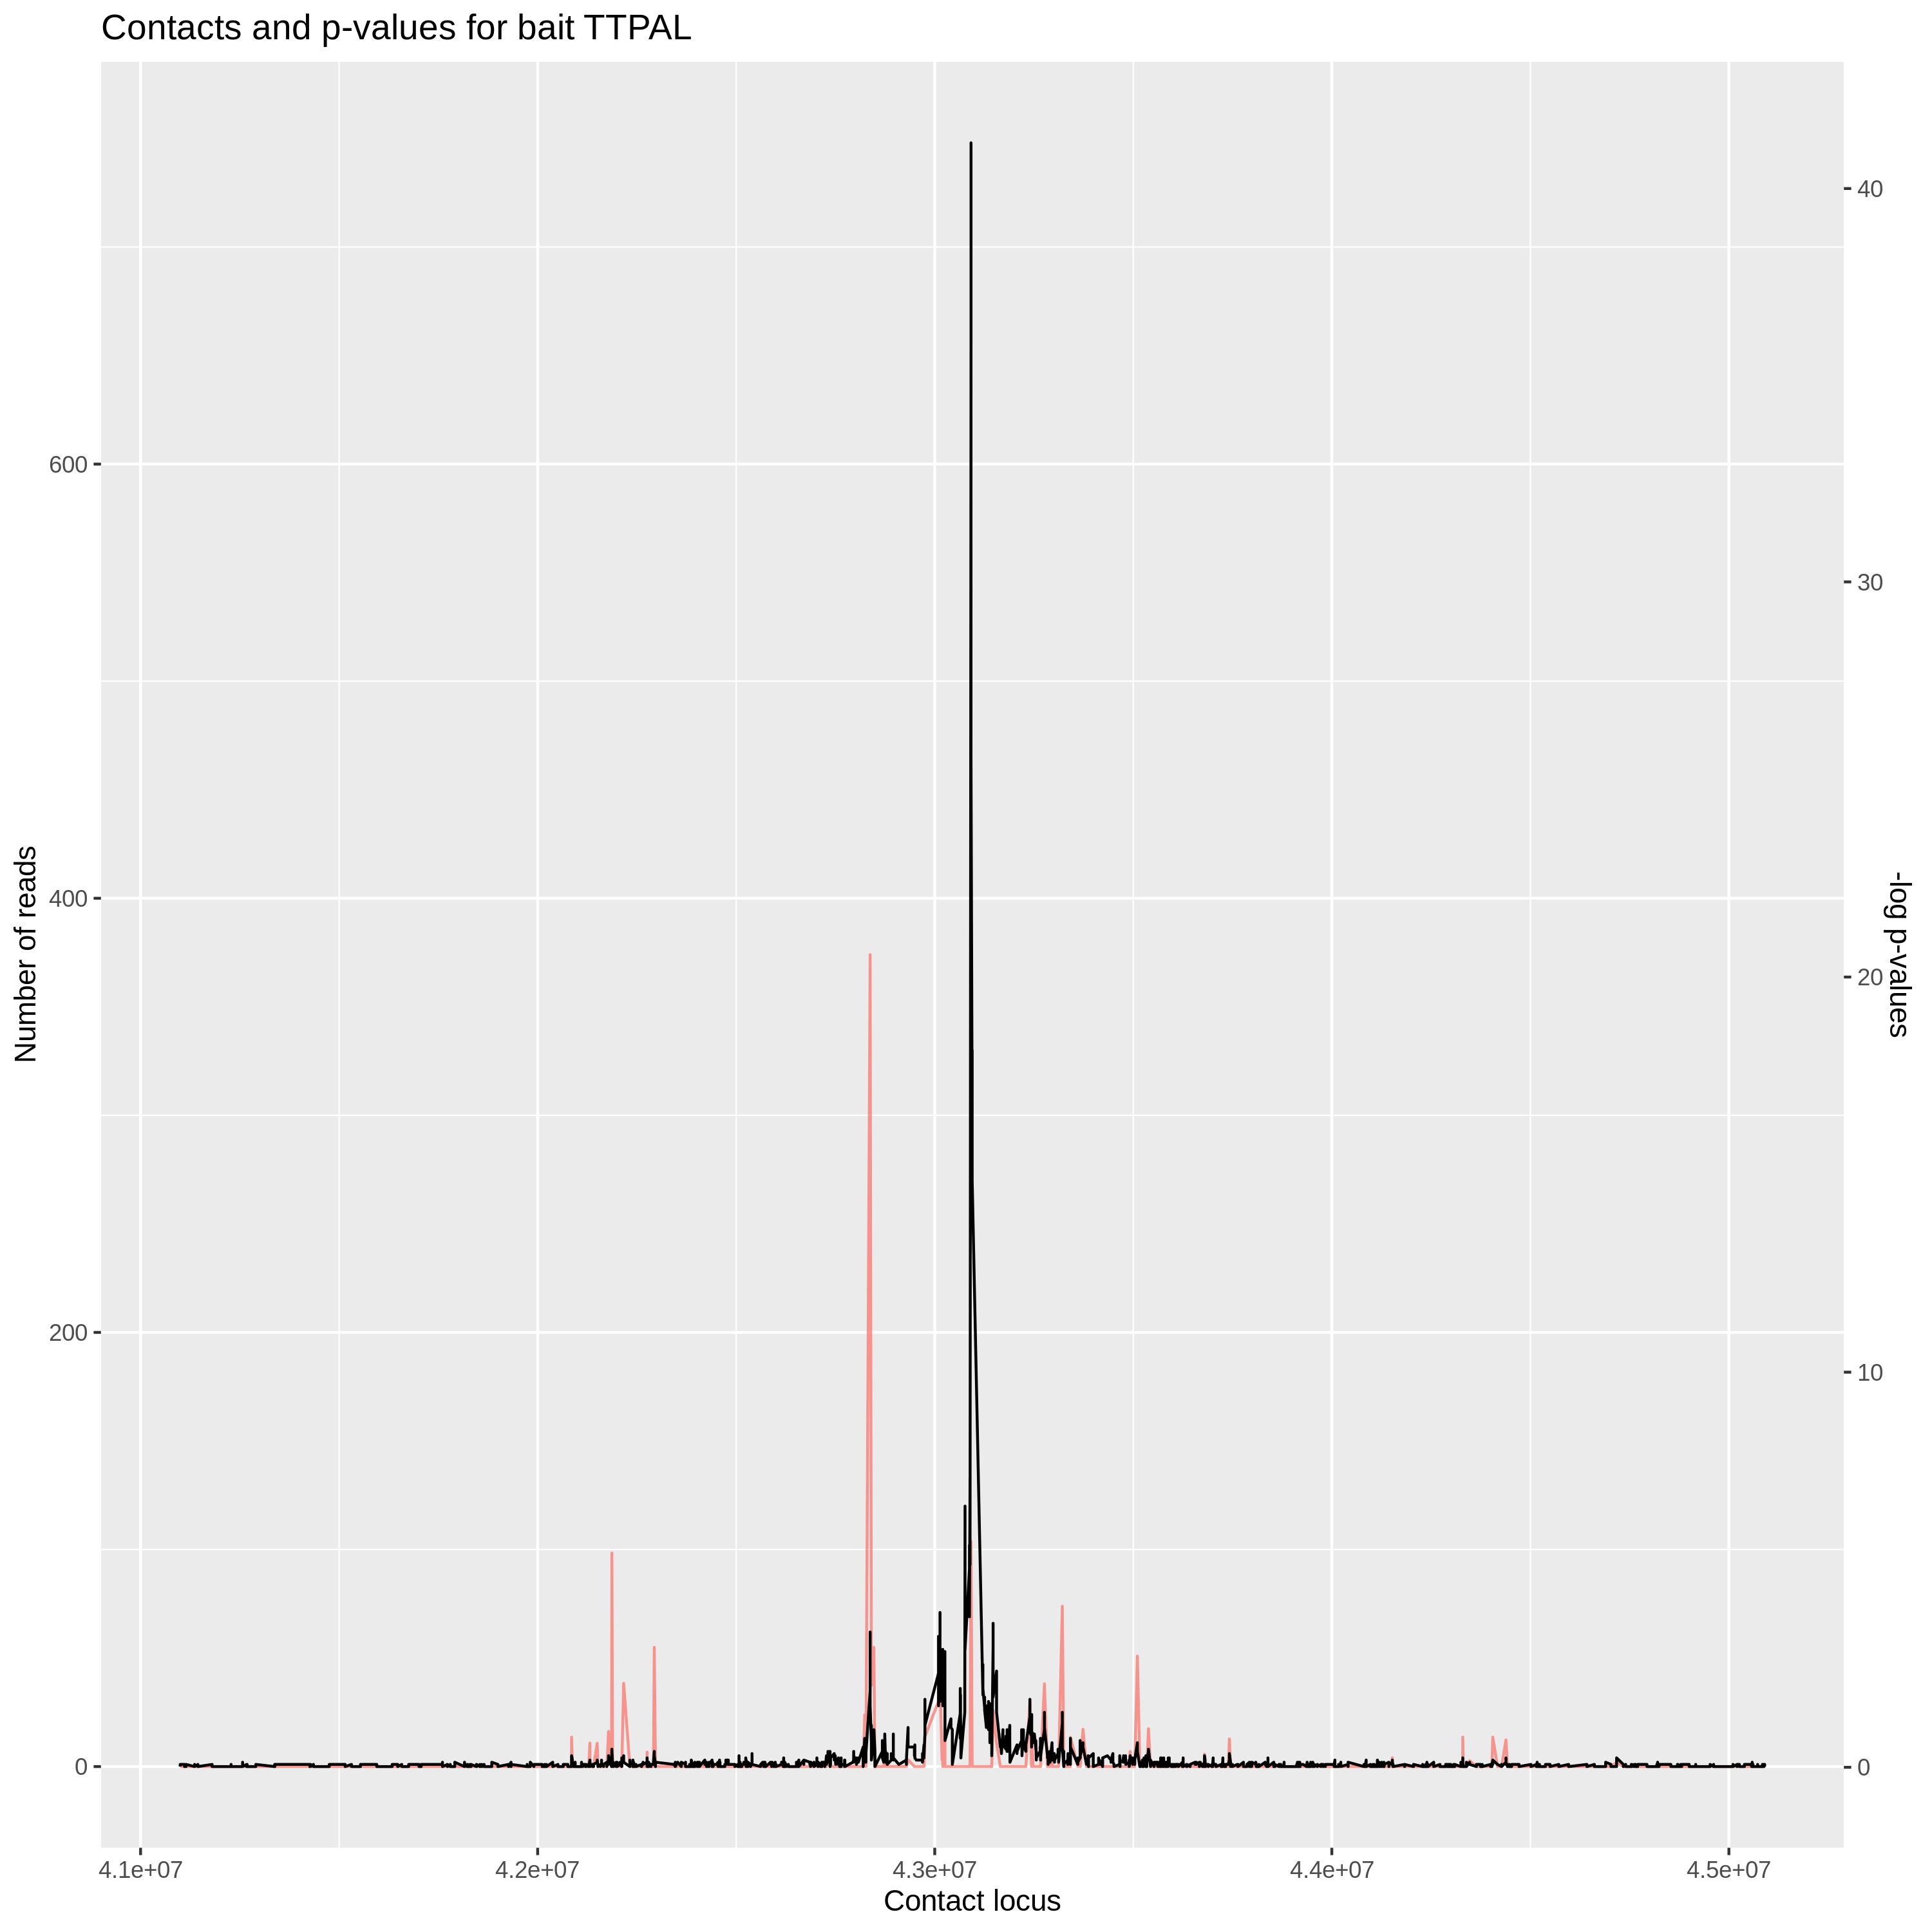 Contacts and p-values for bait TTPAL
Number of reads
600
400
200
0
40
30
20
10
0
-log p-values
4.1e+07
4.2e+07
4.3e+07
4.4e+07
4.5e+07
Contact locus